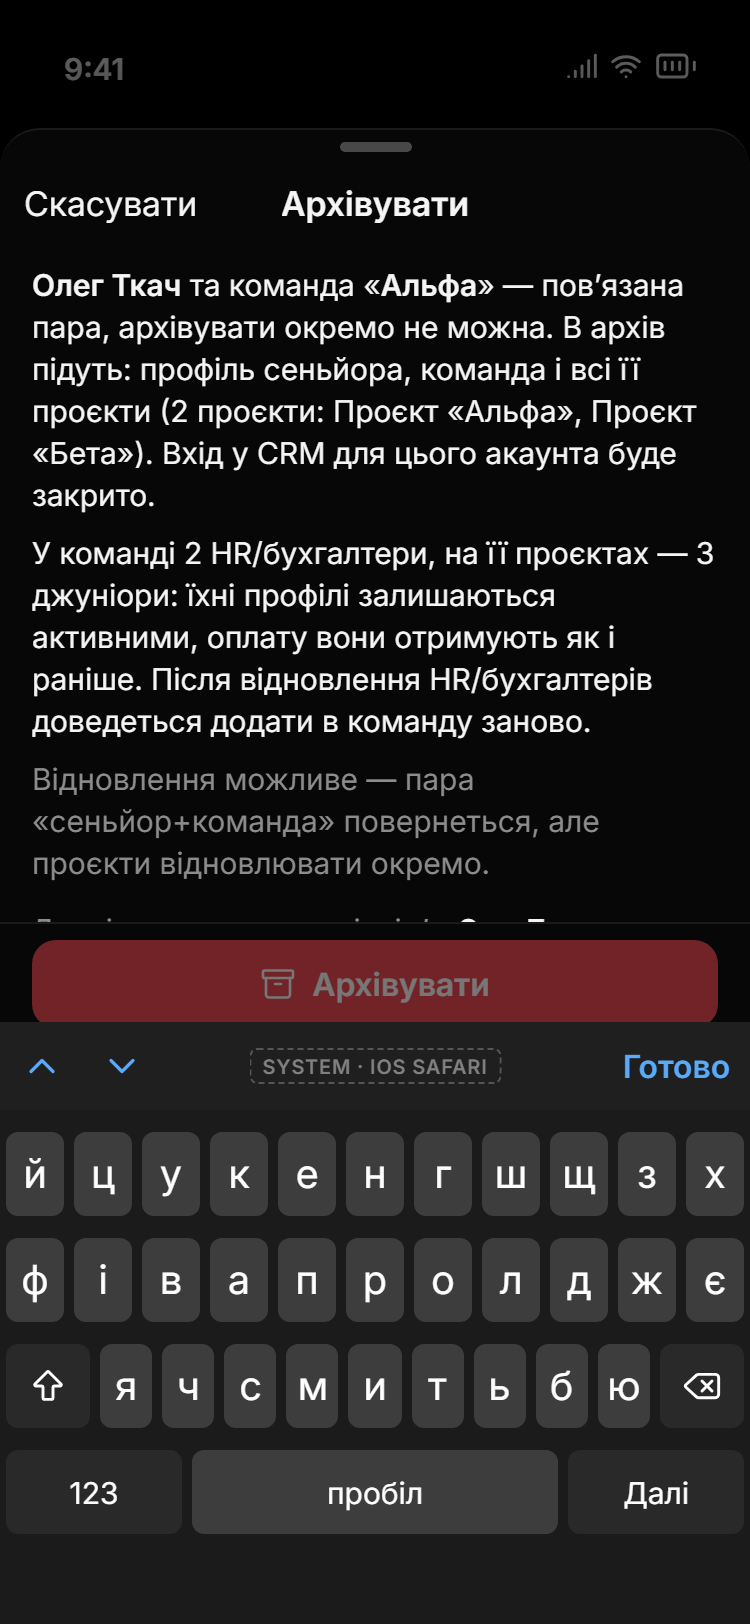 9:41
Скасувати
Архівувати
Олег Ткач та команда «Альфа» — пов’язана
пара, архівувати окремо не можна. В архів
підуть: профіль сеньйора, команда і всі її
проєкти (2 проєкти: Проєкт «Альфа», Проєкт
«Бета»). Вхід у CRM для цього акаунта буде
закрито.
У команді 2 HR/бухгалтери, на її проєктах — 3
джуніори: їхні профілі залишаються
активними, оплату вони отримують як і
раніше. Після відновлення HR/бухгалтерів
доведеться додати в команду заново.
Відновлення можливе — пара
«сеньйор+команда» повернеться, але
проєкти відновлювати окремо.
Архівувати
SYSTEM · IOS SAFARI
Готово
й ц у к е н г ш щ з х
ф і в а п р о л д ж є
я ч с м и т ь б ю
123 пробіл Далі